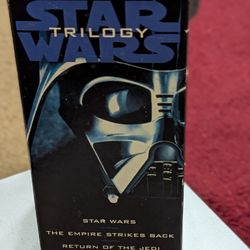 STAR
TRILOGY
WARS
STAR WARS
THE EMPIRE STRIKES BACK
RETURN OF THE JEDI